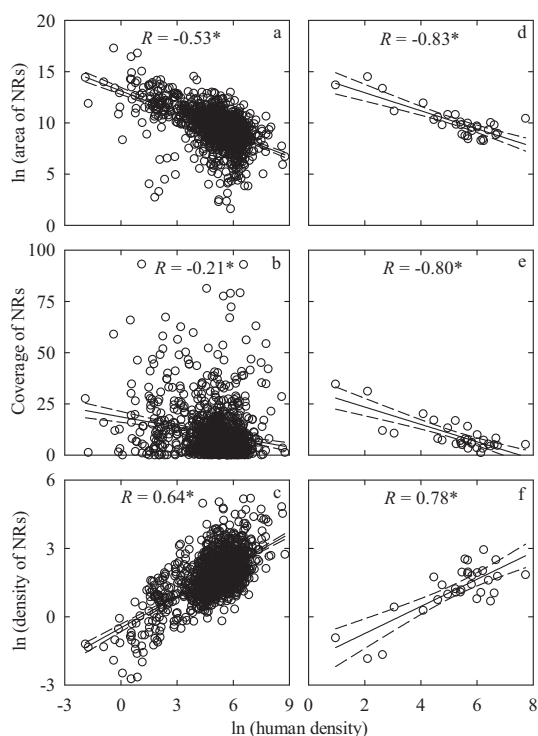 20
15
10
5
0
ln (area of NRs)
R = -0.53*
a
R = -0.83*
d
100
75
50
25
0
Coverage of NRs
R = -0.21*
b
R = -0.80*
e
6
3
0
-3
ln (density of NRs)
R = 0.64*
c
R = 0.78*
f
-3 0 3 6 9 0 2 4 6 8
ln (human density)